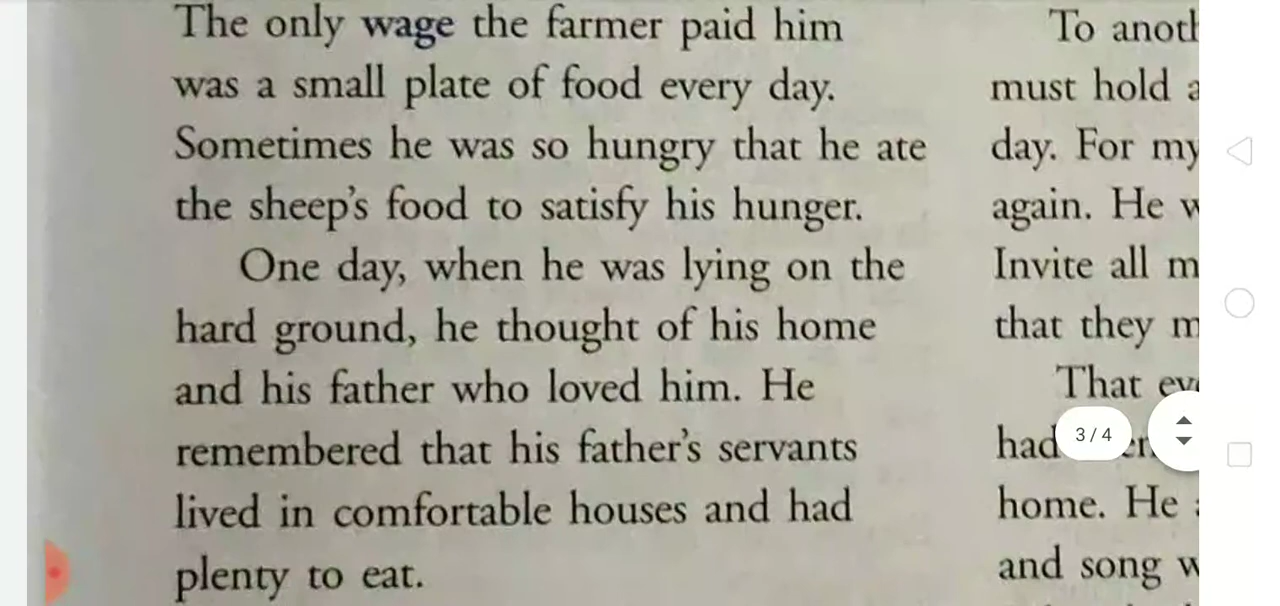 The only wage the farmer paid him
was a small plate of food every day.
Sometimes he was so hungry that he ate
the sheep's food to satisfy his hunger.
One day, when he was lying on the
hard ground, he thought of his home
and his father who loved him. He
remembered that his father's servants
lived in comfortable houses and had
plenty to eat.
To
must hold
day. For my
again. He
Invite all
that they
That
had
home. He
and song
3/4